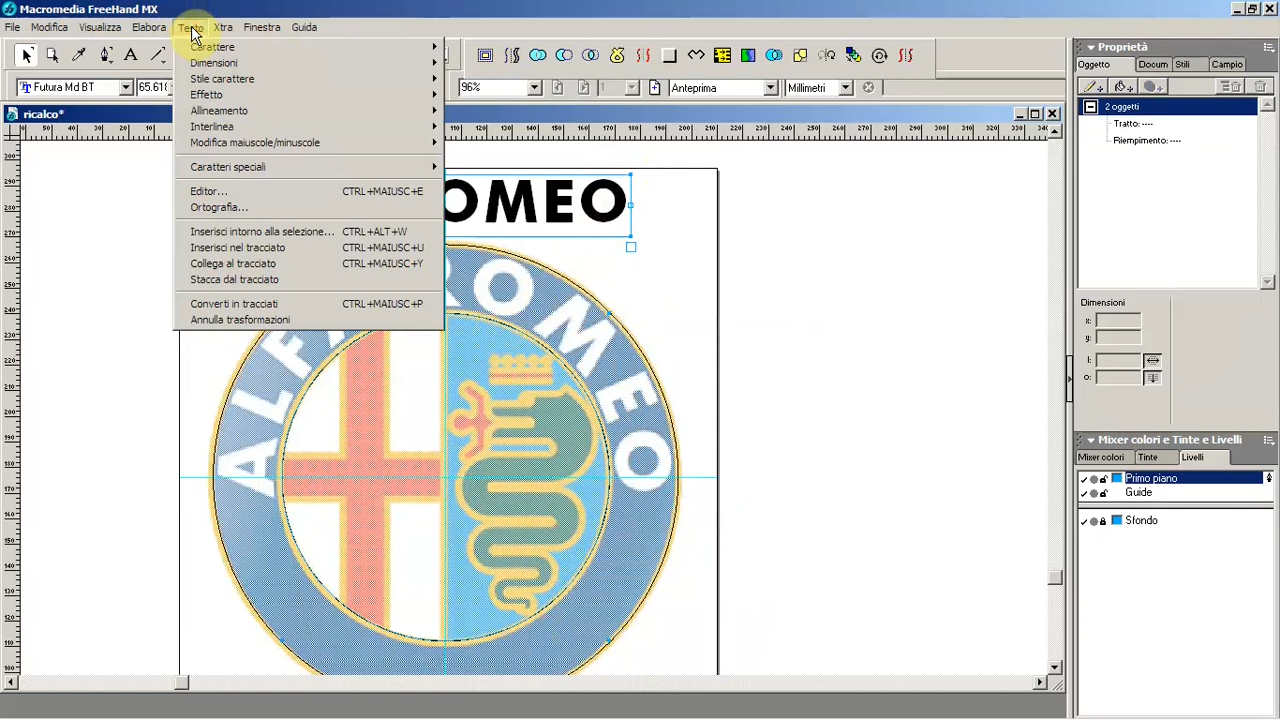 Macromedia FreeHand MX
File Modifica Visualizza Elabora Testo Xtra Finestra Guida
Futura Md BT 65.618 96% 1 Anteprima Millimetri
ricalco*
Carattere
Dimensioni
Stile carattere
Effetto
Allineamento
Interlinea
Modifica maiuscole/minuscole
Caratteri speciali
Editor... CTRL+MAIUSC+E
Ortografia...
Inserisci intorno alla selezione... CTRL+ALT+W
Inserisci nel tracciato CTRL+MAIUSC+U
Collega al tracciato CTRL+MAIUSC+Y
Stacca dal tracciato
Converti in tracciati CTRL+MAIUSC+P
Annulla trasformazioni
OMEO
ALFA ROMEO
Proprietà
Oggetto Docum Stili Campio
2 oggetti
Tratto: ----
Riempimento: ----
Dimensioni
x:
y:
l:
o:
Mixer colori e Tinte e Livelli
Mixer colori Tinte Livelli
Primo piano
Guide
Sfondo